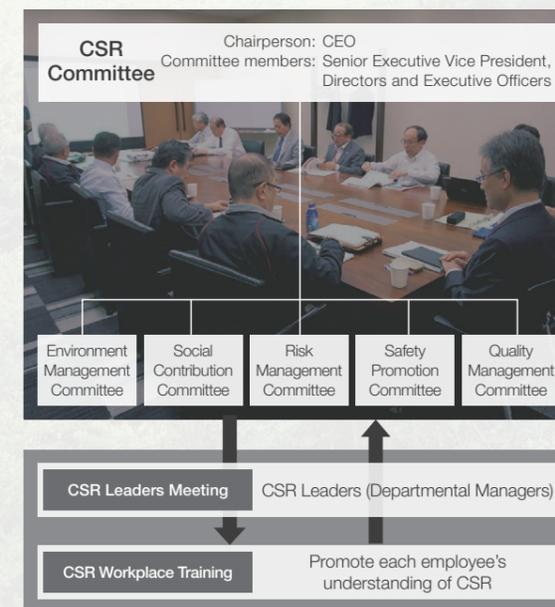 CSR
Committee
Chairperson: CEO
Committee members: Senior Executive Vice President,
Directors and Executive Officers
Environment
Management
Committee
Social
Contribution
Committee
Risk
Management
Committee
Safety
Promotion
Committee
Quality
Management
Committee
CSR Leaders Meeting
CSR Leaders (Departmental Managers)
CSR Workplace Training
Promote each employee's
understanding of CSR